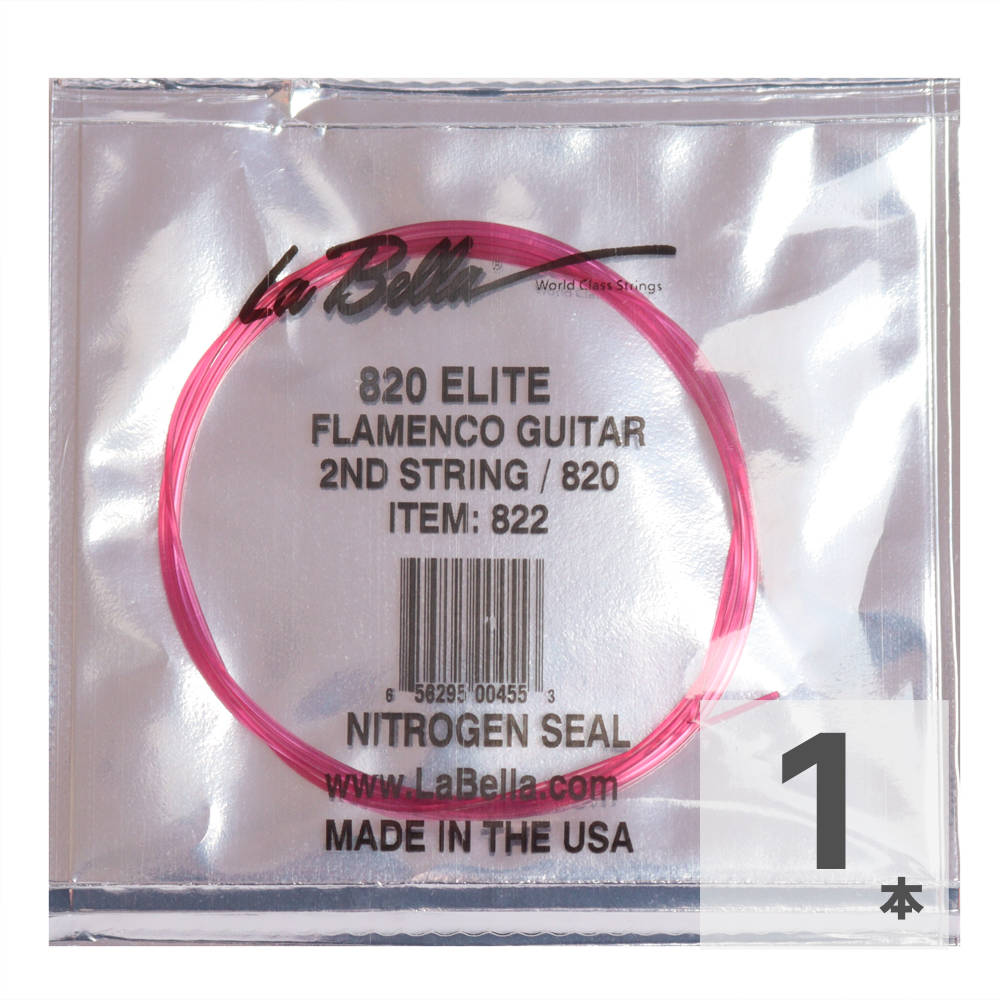 La Bella®
World Class Strings
820 ELITE
FLAMENCO GUITAR
2ND STRING / 820
ITEM: 822
6 56295 00455 3
NITROGEN SEAL
www.LaBella.com
MADE IN THE USA
1
本